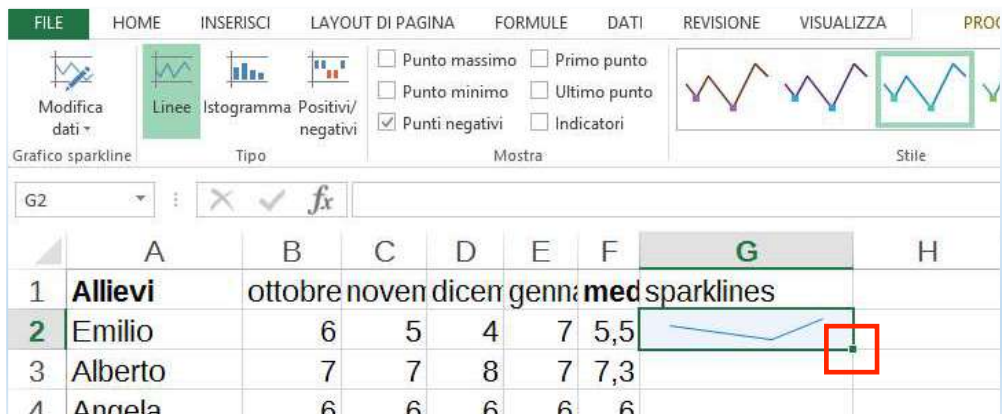 FILE HOME INSERISCI LAYOUT DI PAGINA FORMULE DATI REVISIONE VISUALIZZA PROG
Modifica dati
Linee
Istogramma
Positivi/
negativi
Punto massimo Primo punto
Punto minimo Ultimo punto
Punti negativi Indicatori
Grafico sparkline Tipo Mostra Stile
G2 fx
A B C D E F G H
1 Allievi ottobre noven dicen genna med sparklines
2 Emilio 6 5 4 7 5,5
3 Alberto 7 7 8 7 7,3
4 Angela 6 6 6 6 6